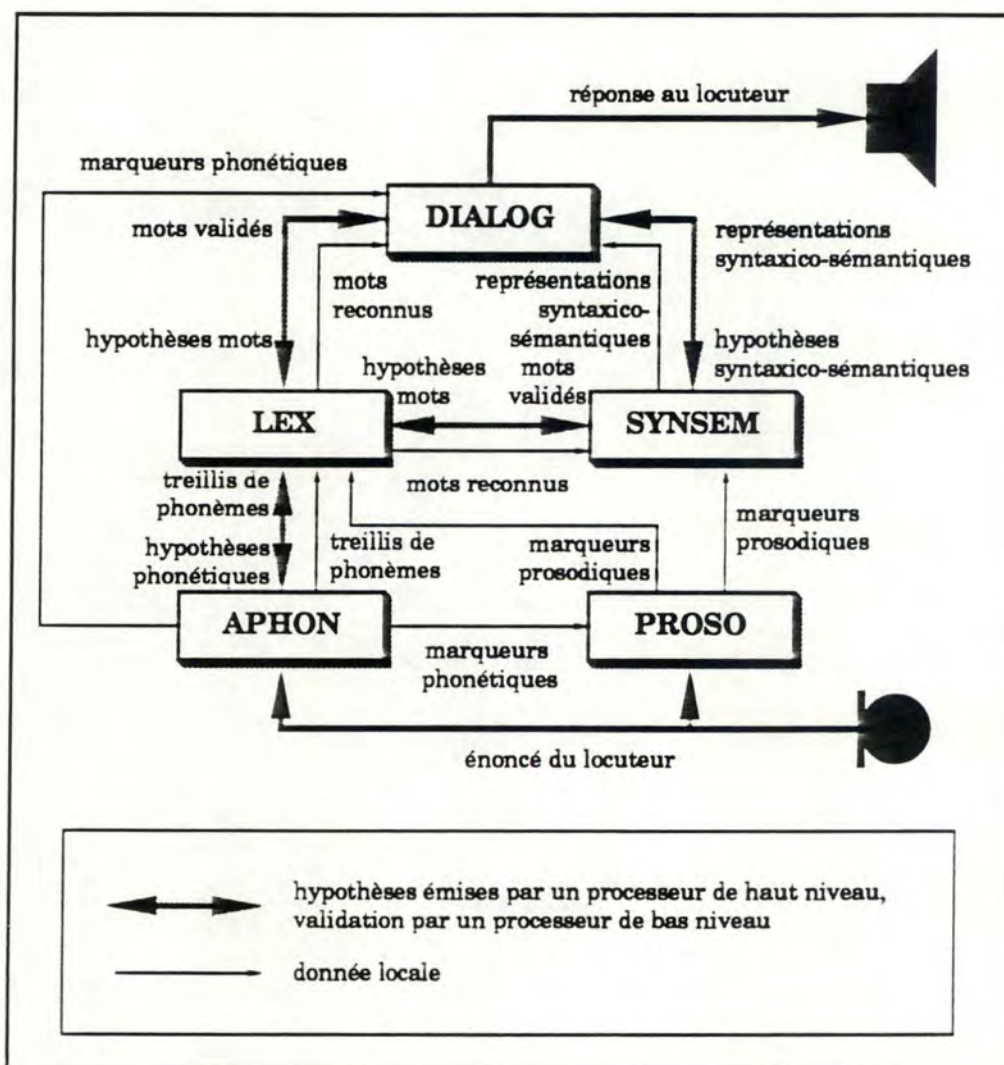 réponse au locuteur
marqueurs phonétiques
DIALOG
mots validés
représentations
syntaxico-sémantiques
mots
reconnus
représentations
syntaxico-
sémantiques
hypothèses mots
hypothèses
mots
mots
validés
hypothèses
syntaxico-sémantiques
LEX
SYNSEM
treillis de
phonèmes
mots reconnus
hypothèses
phonétiques
treillis de
phonèmes
marqueurs
prosodiques
marqueurs
prosodiques
APHON
PROSO
marqueurs
phonétiques
énoncé du locuteur
hypothèses émises par un processeur de haut niveau,
validation par un processeur de bas niveau
donnée locale